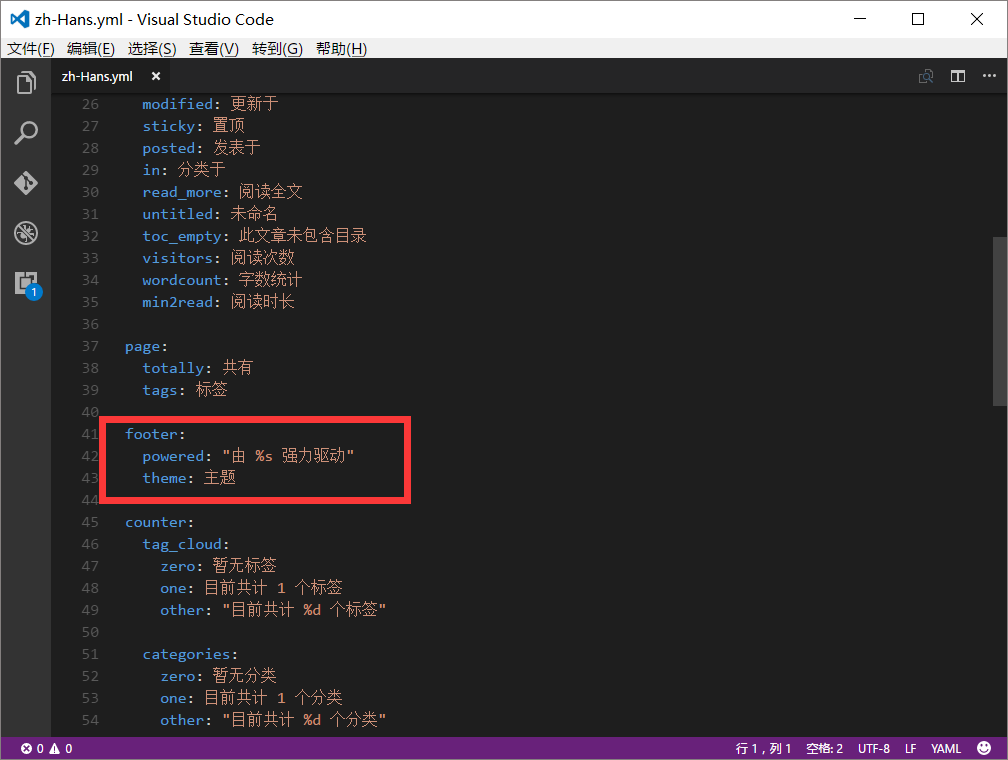 zh-Hans.yml - Visual Studio Code
文件(F) 编辑(E) 选择(S) 查看(V) 转到(G) 帮助(H)
zh-Hans.yml
26 modified: 更新于
27 sticky: 置顶
28 posted: 发表于
29 in: 分类于
30 read_more: 阅读全文
31 untitled: 未命名
32 toc_empty: 此文章未包含目录
33 visitors: 阅读次数
34 wordcount: 字数统计
35 min2read: 阅读时长
36
37 page:
38 totally: 共有
39 tags: 标签
40
41 footer:
42 powered: "由 %s 强力驱动"
43 theme: 主题
44
45 counter:
46 tag_cloud:
47 zero: 暂无标签
48 one: 目前共计 1 个标签
49 other: "目前共计 %d 个标签"
50
51 categories:
52 zero: 暂无分类
53 one: 目前共计 1 个分类
54 other: "目前共计 %d 个分类"
1
0 0 行 1，列 1 空格: 2 UTF-8 LF YAML